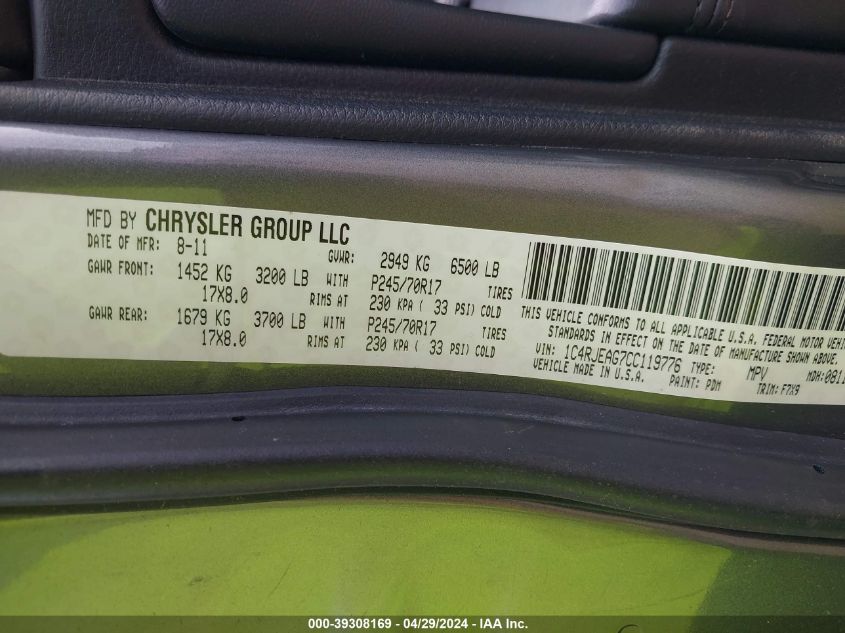 MFD BY CHRYSLER GROUP LLC
DATE OF MFR: 8-11 GVWR: 2949 KG 6500 LB
GAWR FRONT: 1452 KG 3200 LB WITH P245/70R17 TIRES
17X8.0 RIMS AT 230 KPA ( 33 PSI) COLD
GAWR REAR: 1679 KG 3700 LB WITH P245/70R17 TIRES
17X8.0 RIMS AT 230 KPA ( 33 PSI) COLD
THIS VEHICLE CONFORMS TO ALL APPLICABLE U.S.A. FEDERAL MOTOR
STANDARDS IN EFFECT ON THE DATE OF MANUFACTURE SHOWN ABOVE.
VIN: 1C4RJEAG7CC119776 TYPE: MPV
VEHICLE MADE IN U.S.A. PAINT: PDM MDH:
TRIM: F7X9
000-39308169 - 04/29/2024 - IAA Inc.